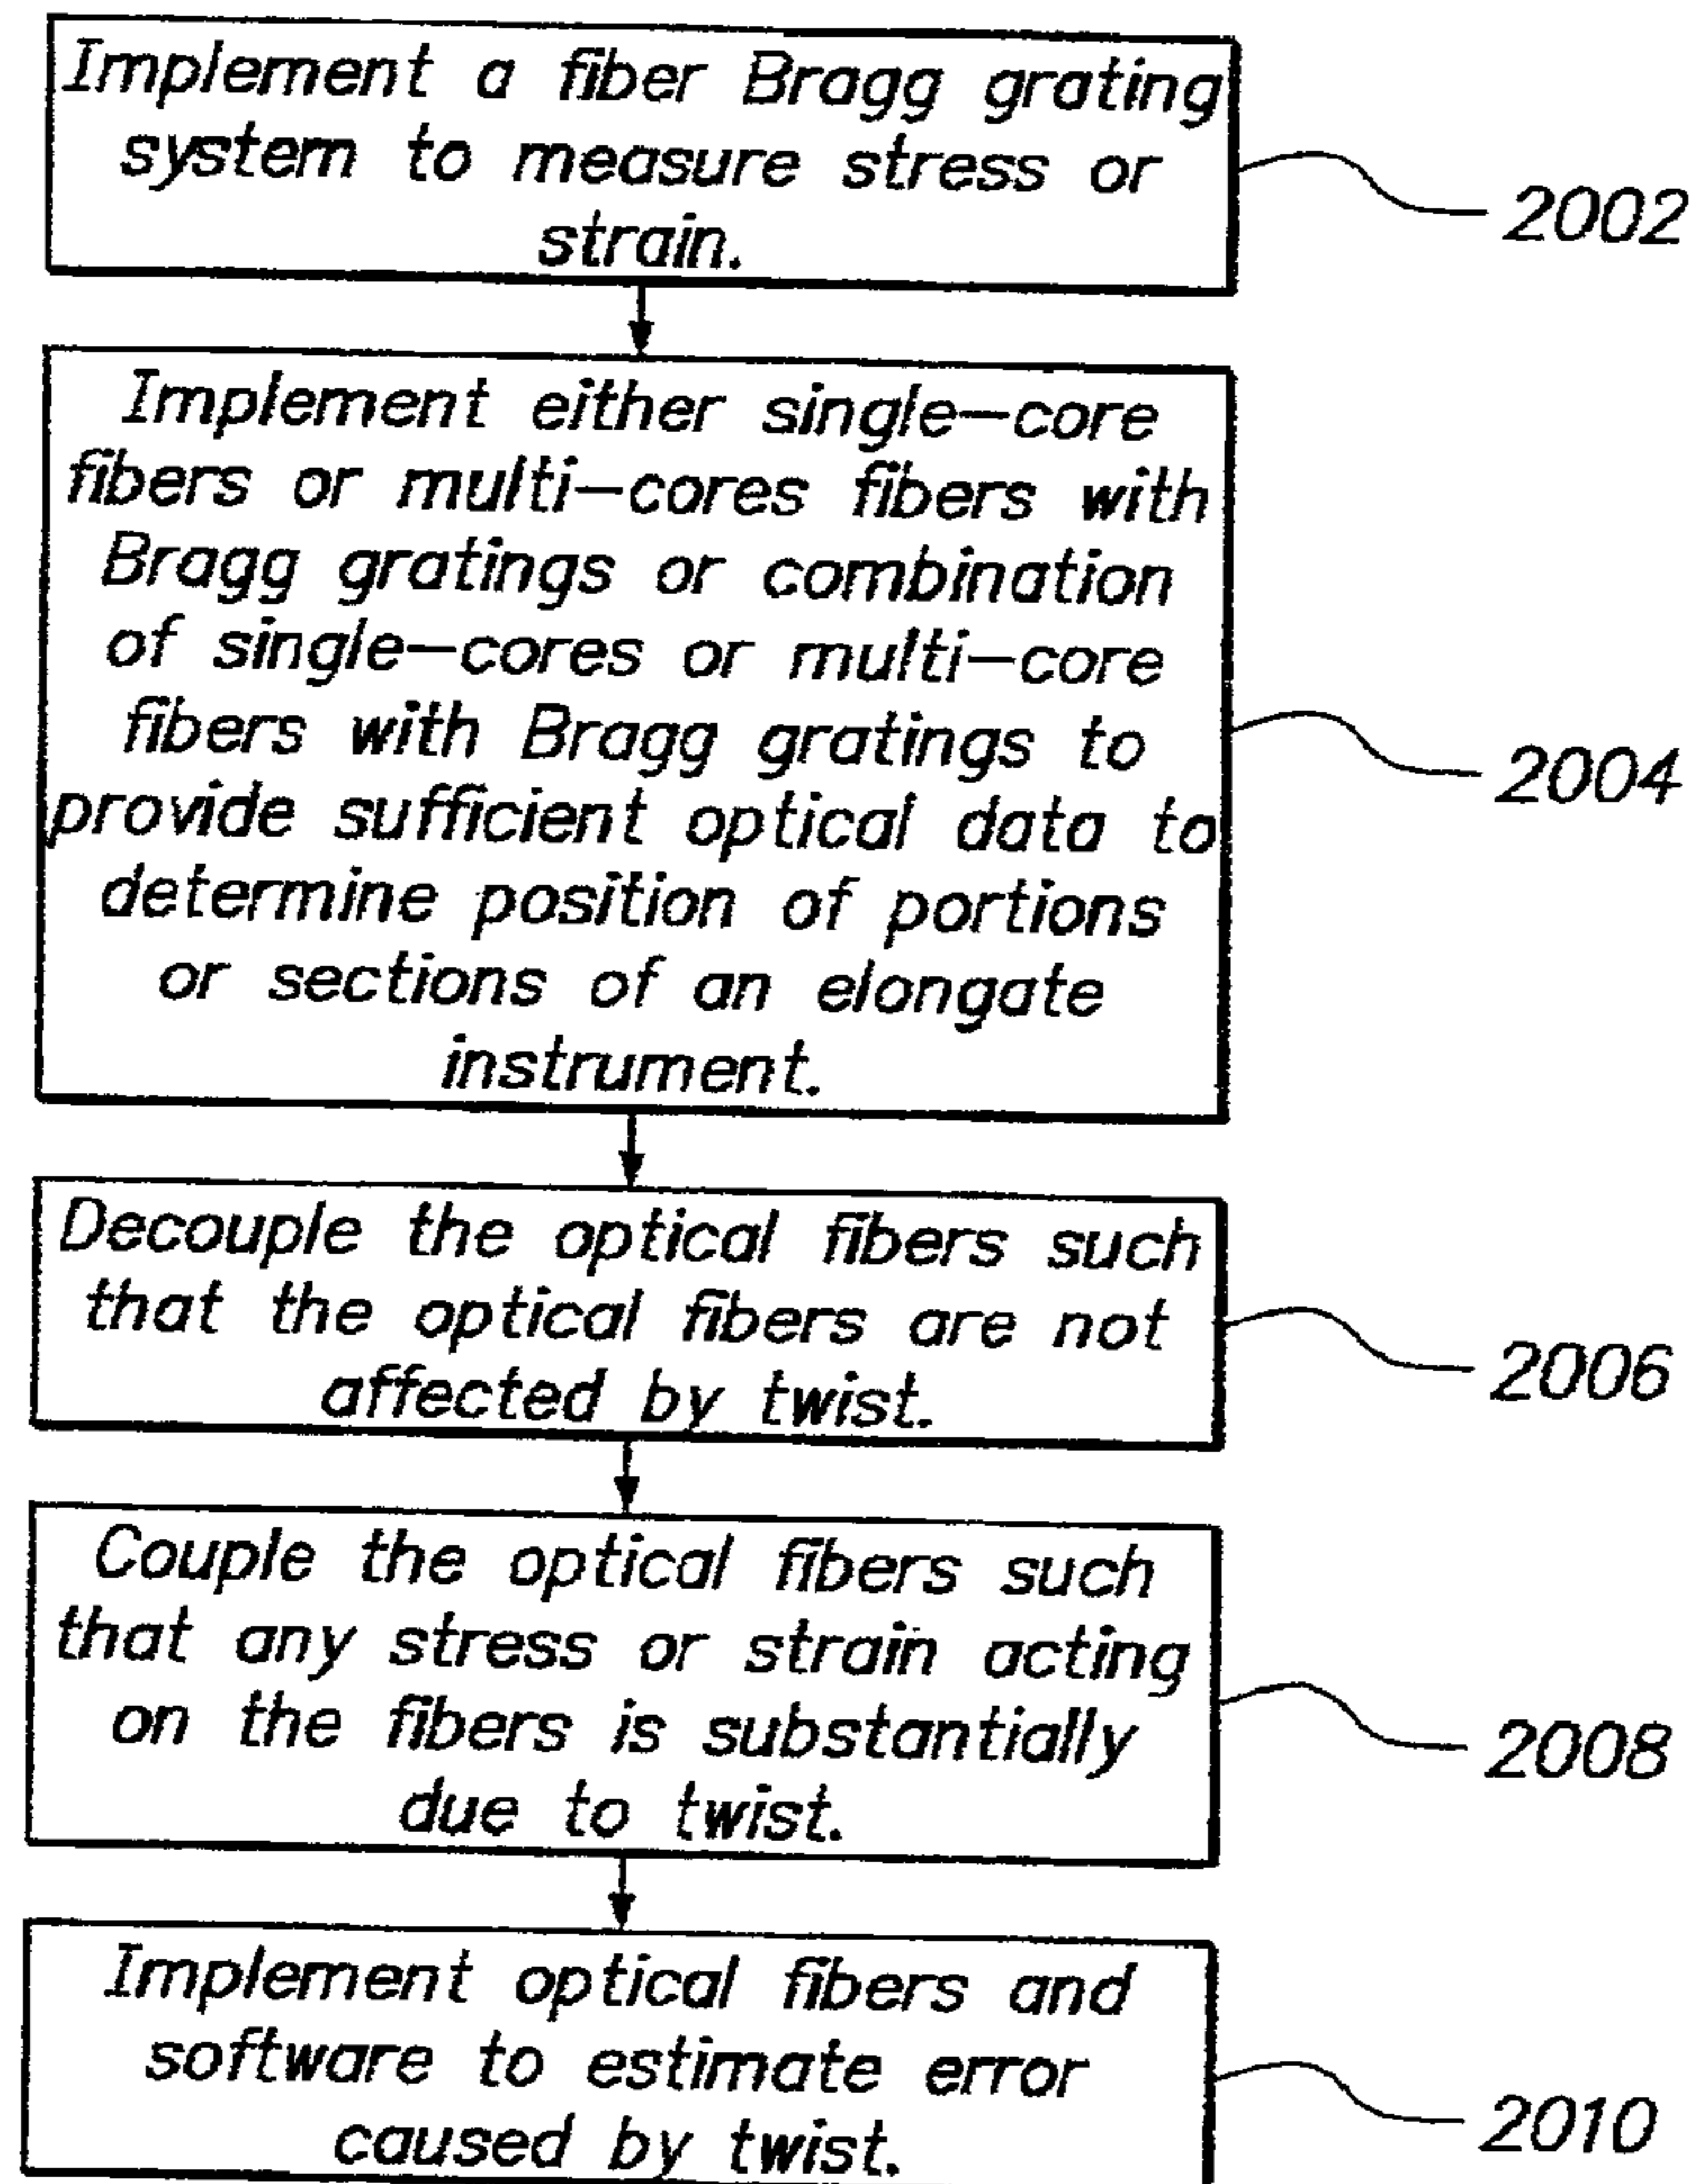 Implement a fiber Bragg grating
system to measure stress or
strain.
2002
Implement either single-core
fibers or multi-cores fibers with
Bragg gratings or combination
of single-cores or multi-core
fibers with Bragg gratings to
provide sufficient optical data to
determine position of portions
or sections of an elongate
instrument.
2004
Decouple the optical fibers such
that the optical fibers are not
affected by twist.
2006
Couple the optical fibers such
that any stress or strain acting
on the fibers is substantially
due to twist.
2008
Implement optical fibers and
software to estimate error
caused by twist.
2010